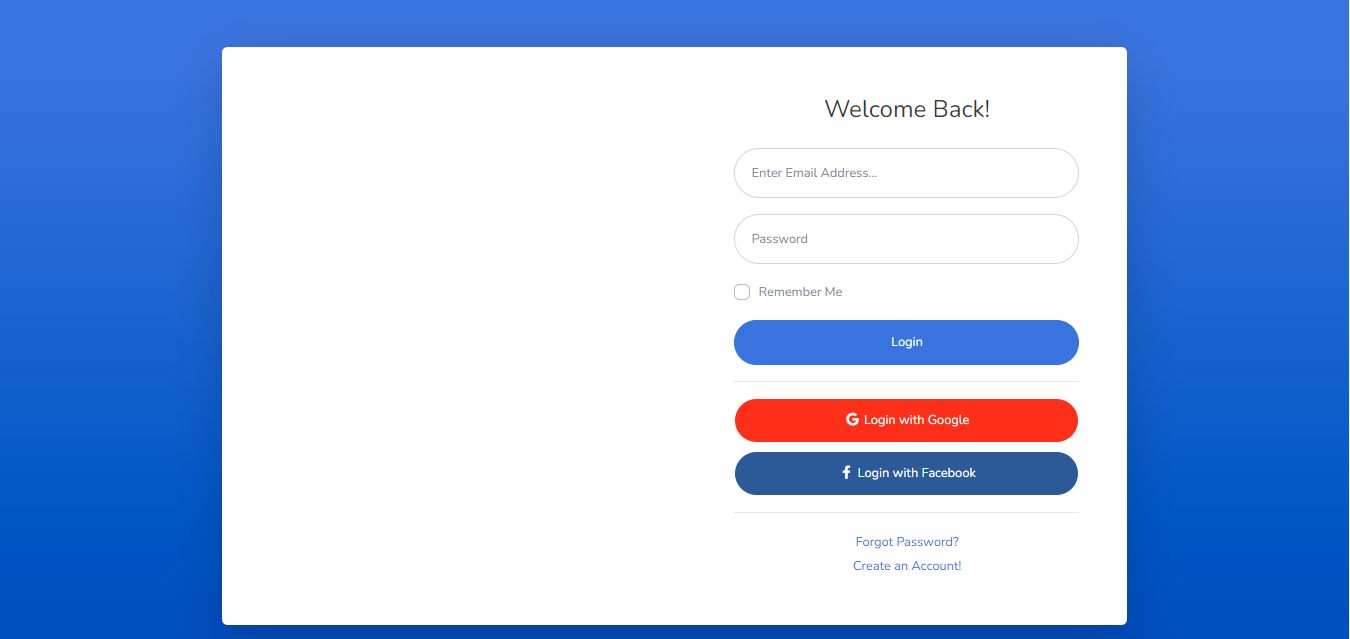 Welcome Back!
Enter Email Address...
Password
Remember Me
Login
Login with Google
Login with Facebook
Forgot Password?
Create an Account!